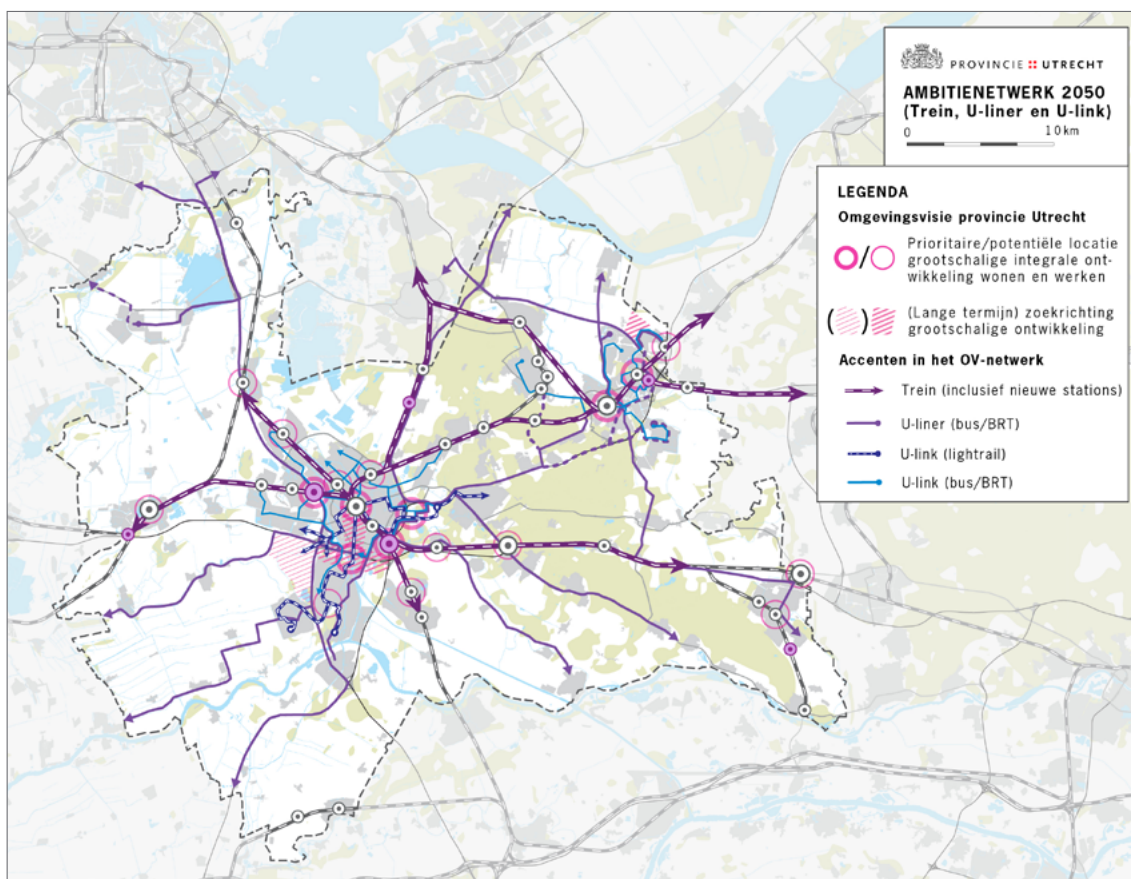 PROVINCIE UTRECHT
AMBITIENETWERK 2050
(Trein, U-liner en U-link)
0 10km
LEGENDA
Omgevingsvisie provincie Utrecht
/
Prioritaire/potentiële locatie
grootschalige integrale ont-
wikkeling wonen en werken
( )
(Lange termijn) zoekrichting
grootschalige ontwikkeling
Accenten in het OV-netwerk
Trein (inclusief nieuwe stations)
U-liner (bus/BRT)
U-link (lightrail)
U-link (bus/BRT)